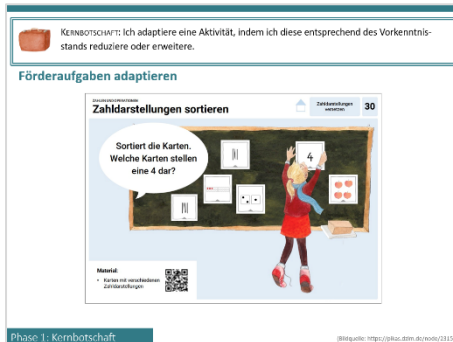 KERNBOTSCHAFT: Ich adaptiere eine Aktivität, indem ich diese entsprechend des Vorkenntnis-
stands reduziere oder erweitere.
Förderaufgaben adaptieren
Zahldarstellungen sortieren
Zahldarstellungen
vernetzen
30
Sortiert die Karten.
Welche Karten stellen
eine 4 dar?
4
Material:
• Karten mit verschiedenen
Zahldarstellungen
Phase 1: Kernbotschaft
(Bildquelle: https://pikas.dzlm.de/node/2315